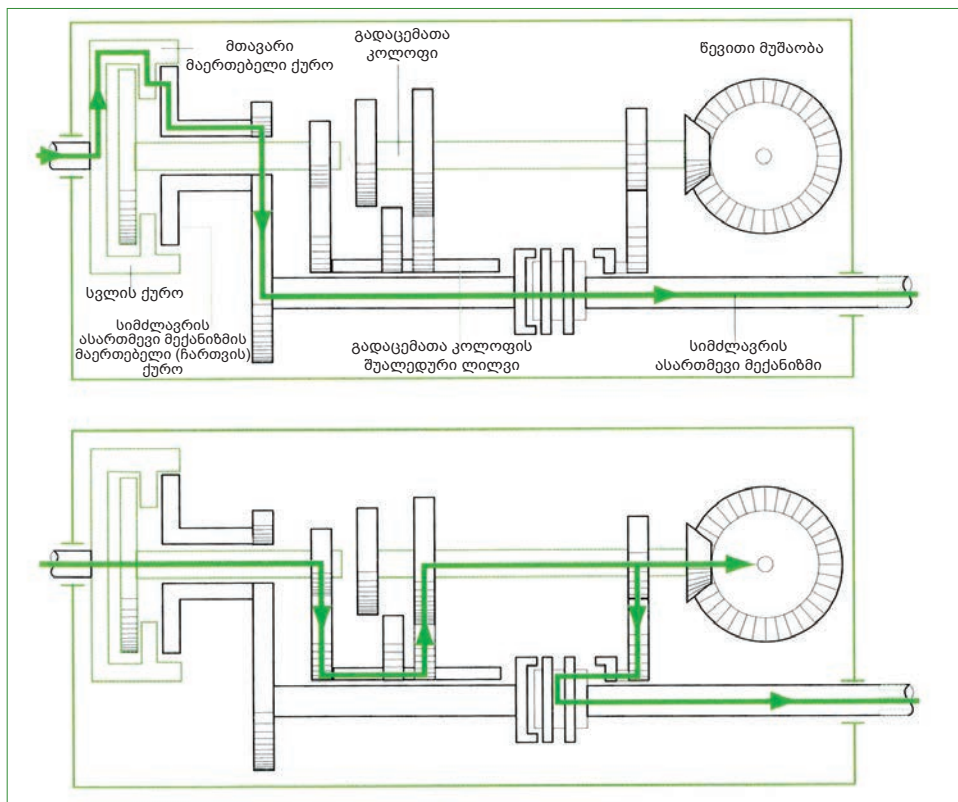 მთავარი
მაერთებელი ქურო
გადაცემათა
კოლოფი
წევითი მუშაობა
სვლის ქურო
სიმძლავრის
ასართმევი მექანიზმის
მაერთებელი (ჩართვის)
ქურო
გადაცემათა კოლოფის
შუალედური ლილვი
სიმძლავრის
ასართმევი მექანიზმი